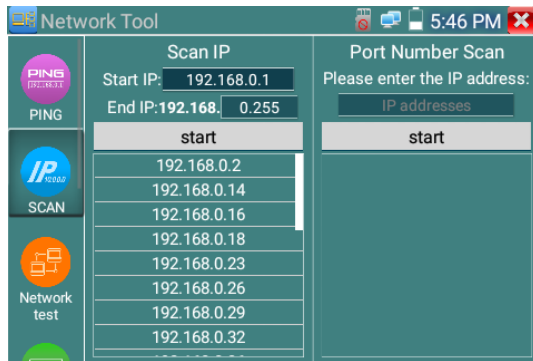 Network Tool
5:46 PM
PING
PING
SCAN
Network
test
Scan IP
Start IP: 192.168.0.1
End IP:192.168. 0.255
start
192.168.0.2
192.168.0.14
192.168.0.16
192.168.0.18
192.168.0.23
192.168.0.26
192.168.0.29
192.168.0.32
Port Number Scan
Please enter the IP address:
IP addresses
start